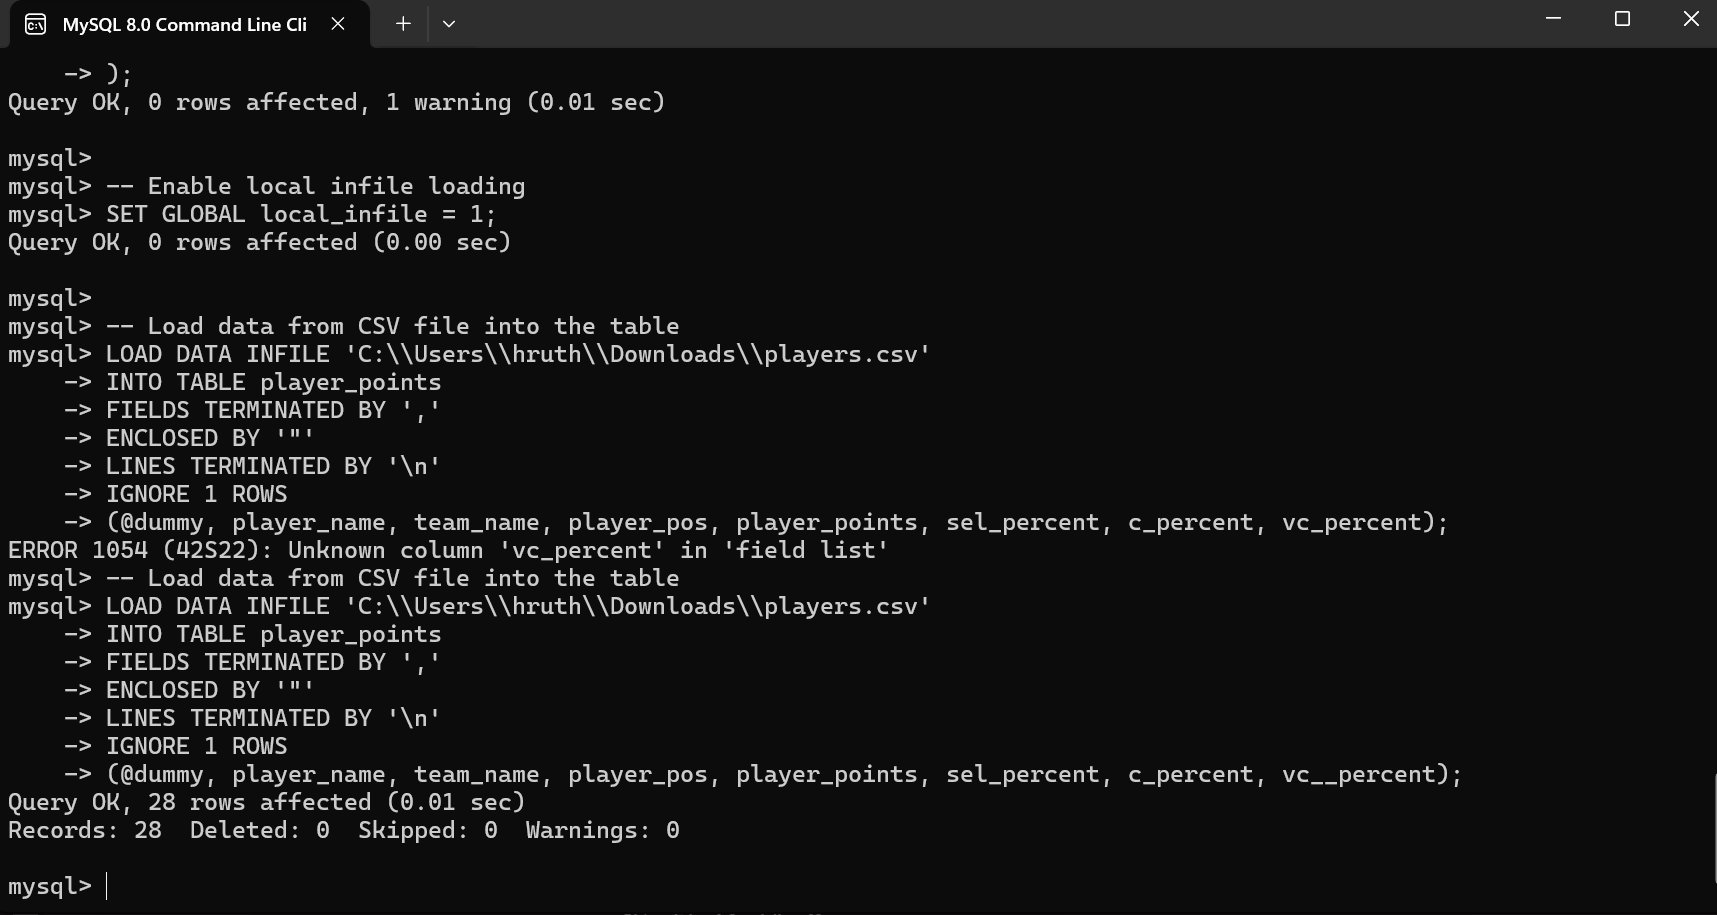 MySQL 8.0 Command Line Cli
    -> );
Query OK, 0 rows affected, 1 warning (0.01 sec)
mysql>
mysql> -- Enable local infile loading
mysql> SET GLOBAL local_infile = 1;
Query OK, 0 rows affected (0.00 sec)
mysql>
mysql> -- Load data from CSV file into the table
mysql> LOAD DATA INFILE 'C:\\Users\\hruth\\Downloads\\players.csv'
    -> INTO TABLE player_points
    -> FIELDS TERMINATED BY ','
    -> ENCLOSED BY '"'
    -> LINES TERMINATED BY '\n'
    -> IGNORE 1 ROWS
    -> (@dummy, player_name, team_name, player_pos, player_points, sel_percent, c_percent, vc_percent);
ERROR 1054 (42S22): Unknown column 'vc_percent' in 'field list'
mysql> -- Load data from CSV file into the table
mysql> LOAD DATA INFILE 'C:\\Users\\hruth\\Downloads\\players.csv'
    -> INTO TABLE player_points
    -> FIELDS TERMINATED BY ','
    -> ENCLOSED BY '"'
    -> LINES TERMINATED BY '\n'
    -> IGNORE 1 ROWS
    -> (@dummy, player_name, team_name, player_pos, player_points, sel_percent, c_percent, vc__percent);
Query OK, 28 rows affected (0.01 sec)
Records: 28  Deleted: 0  Skipped: 0  Warnings: 0
mysql>